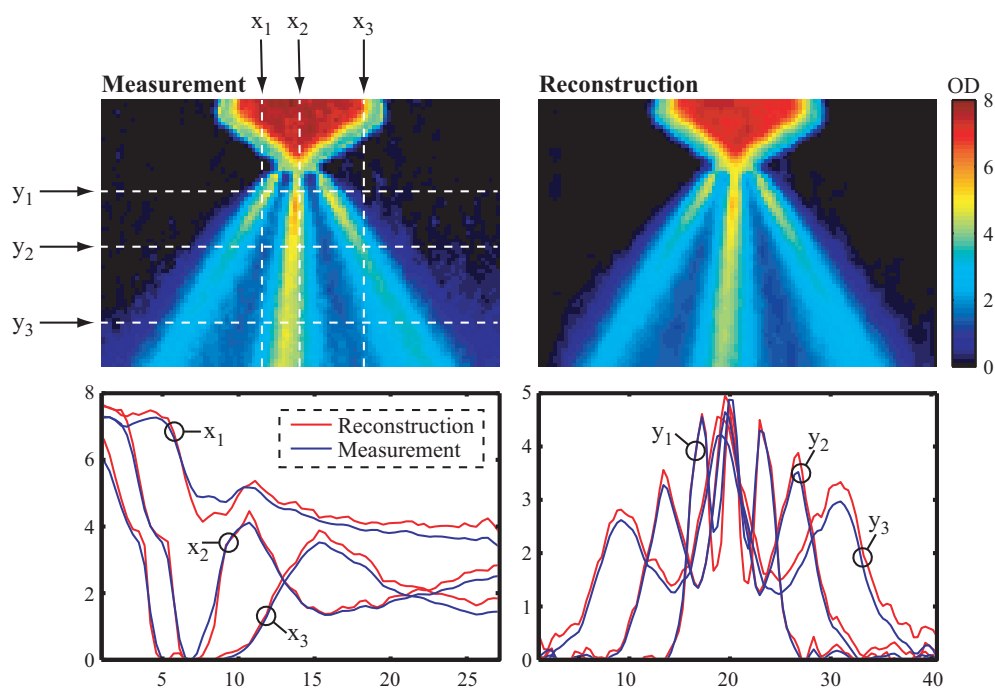 x1 x2 x3
Measurement
Reconstruction
OD
y1
y2
y3
8
6
4
2
0
8
6
4
2
0
5 10 15 20 25
Reconstruction
Measurement
x1
x2
x3
5
4
3
2
1
0
10 20 30 40
y1
y2
y3